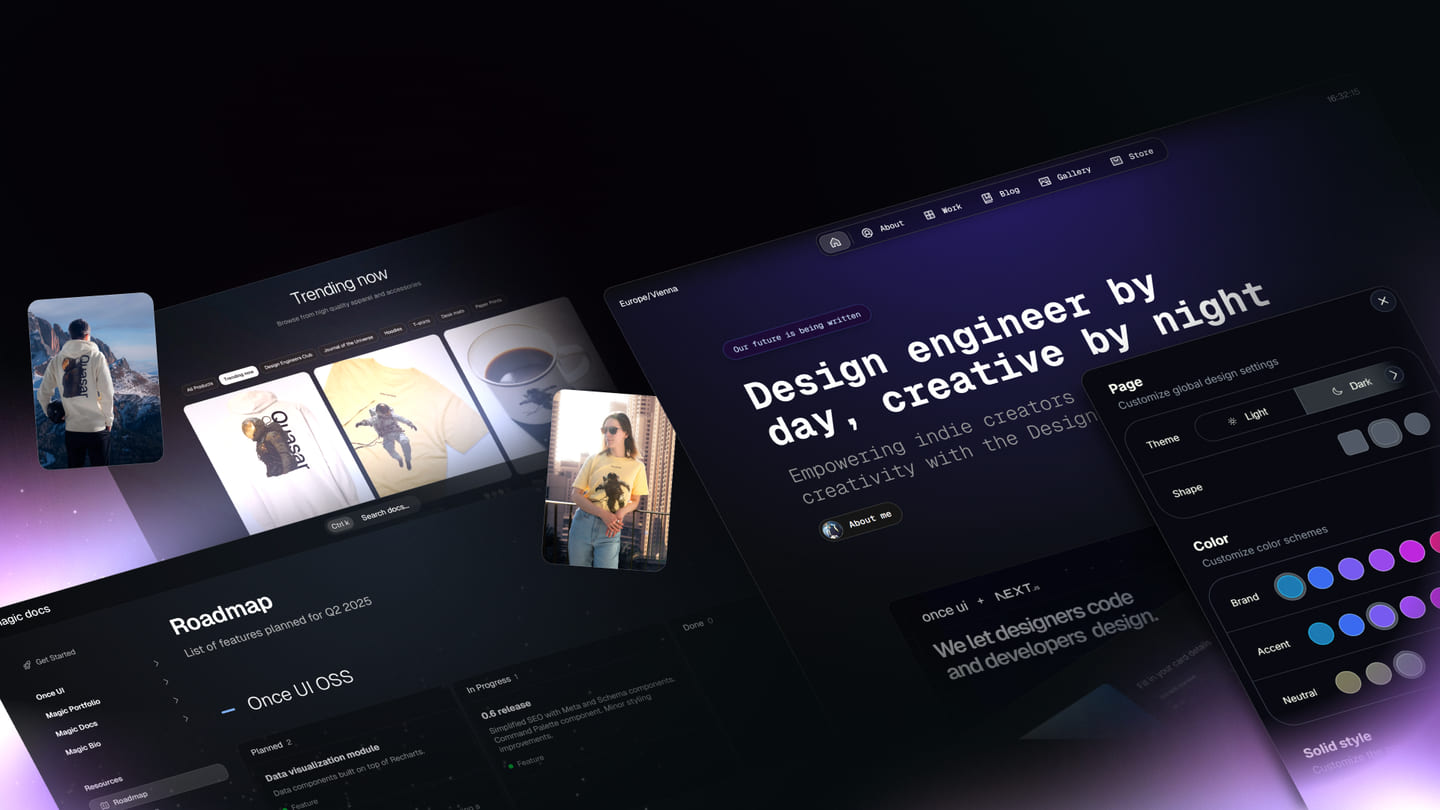 16:32:15
About
Work
Blog
Gallery
Store
Europe/Vienna
Our future is being written
Design engineer by
day, creative by night
Empowering indie creators
creativity with the Design
About me
once ui + NEXT.JS
We let designers code
and developers design.
Fill in your card details
Page
Customize global design settings
Theme
Light
Dark
Shape
Color
Customize color schemes
Brand
Accent
Neutral
Solid style
Customize the
Trending now
Browse from high quality apparel and accessories
All Products
Trending now
Design Engineers Club
Journal of the Universe
Hoodies
T-shirts
Desk mats
Paper Prints
Quasar
Quasar
Ctrl k
Search docs...
agic docs
Get Started
Once UI
Magic Portfolio
Magic Docs
Magic Bio
Resources
Roadmap
Roadmap
List of features planned for Q2 2025
Once UI OSS
Planned 2
Data visualization module
Data components built on top of Recharts.
Feature
In Progress 1
0.6 release
Simplified SEO with Meta and Schema components.
Command Palette component. Minor styling
improvements.
Feature
Done 0